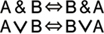 A & B ⇔ B & A
A ∨ B ⇔ B ∨ A